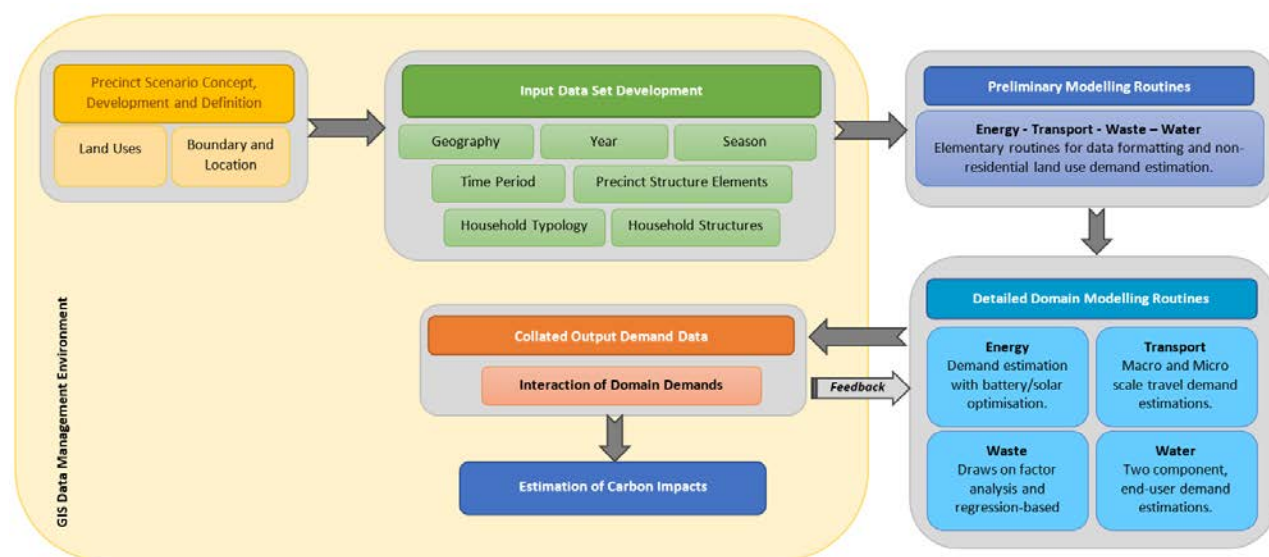 Precinct Scenario Concept,
Development and Definition
Land Uses
Boundary and
Location
Input Data Set Development
Geography
Year
Season
Time Period
Precinct Structure Elements
Household Typology
Household Structures
Preliminary Modelling Routines
Energy - Transport - Waste – Water
Elementary routines for data formatting and non-
residential land use demand estimation.
Detailed Domain Modelling Routines
Energy
Demand estimation
with battery/solar
optimisation.
Transport
Macro and Micro
scale travel demand
estimations.
Waste
Draws on factor
analysis and
regression-based
Water
Two component,
end-user demand
estimations.
Collated Output Demand Data
Interaction of Domain Demands
Feedback
Estimation of Carbon Impacts
GIS Data Management Environment